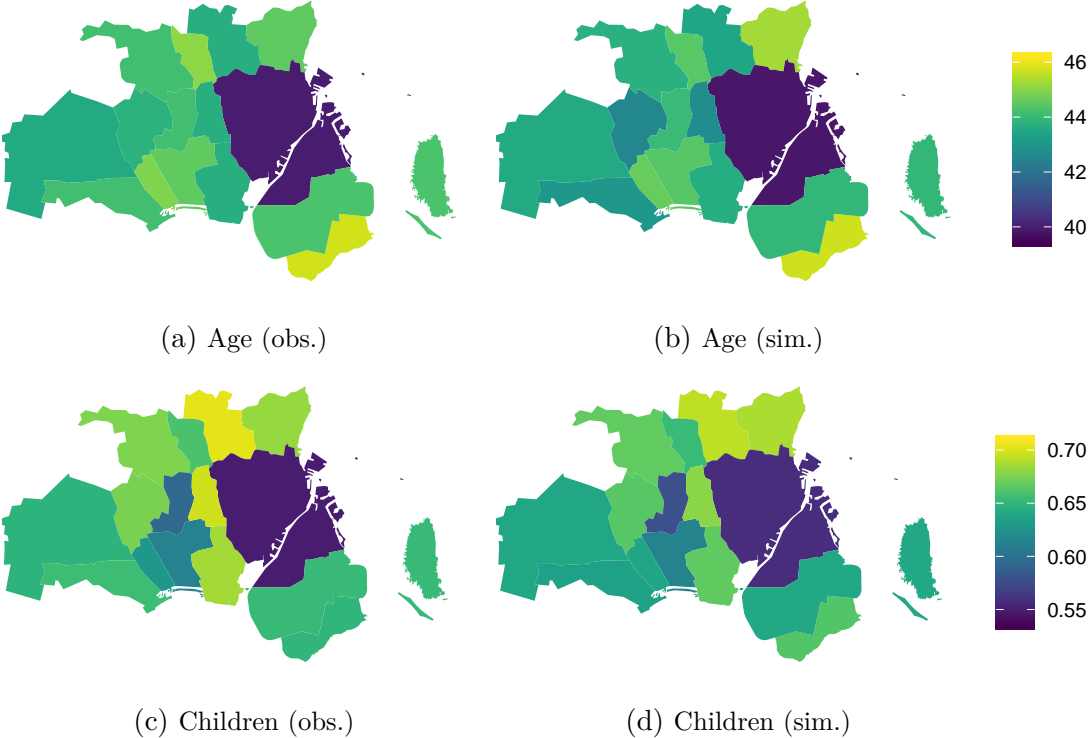 46
44
42
40
(a) Age (obs.)
(b) Age (sim.)
0.70
0.65
0.60
0.55
(c) Children (obs.)
(d) Children (sim.)